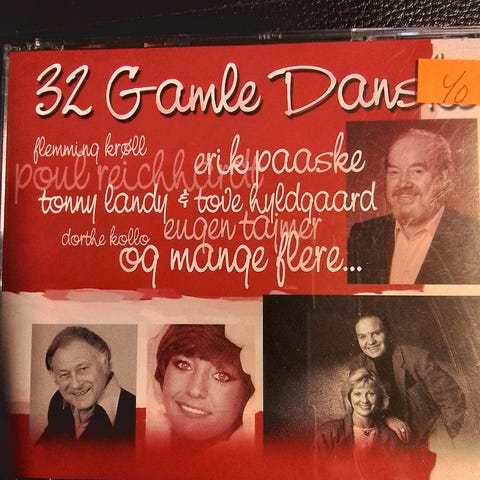 32 Gamle Danske
flemming krøll
erik paaske
poul reichhardt
tonny landy & tove hyldgaard
eugen tajmer
dorthe kollo
og mange flere...
40